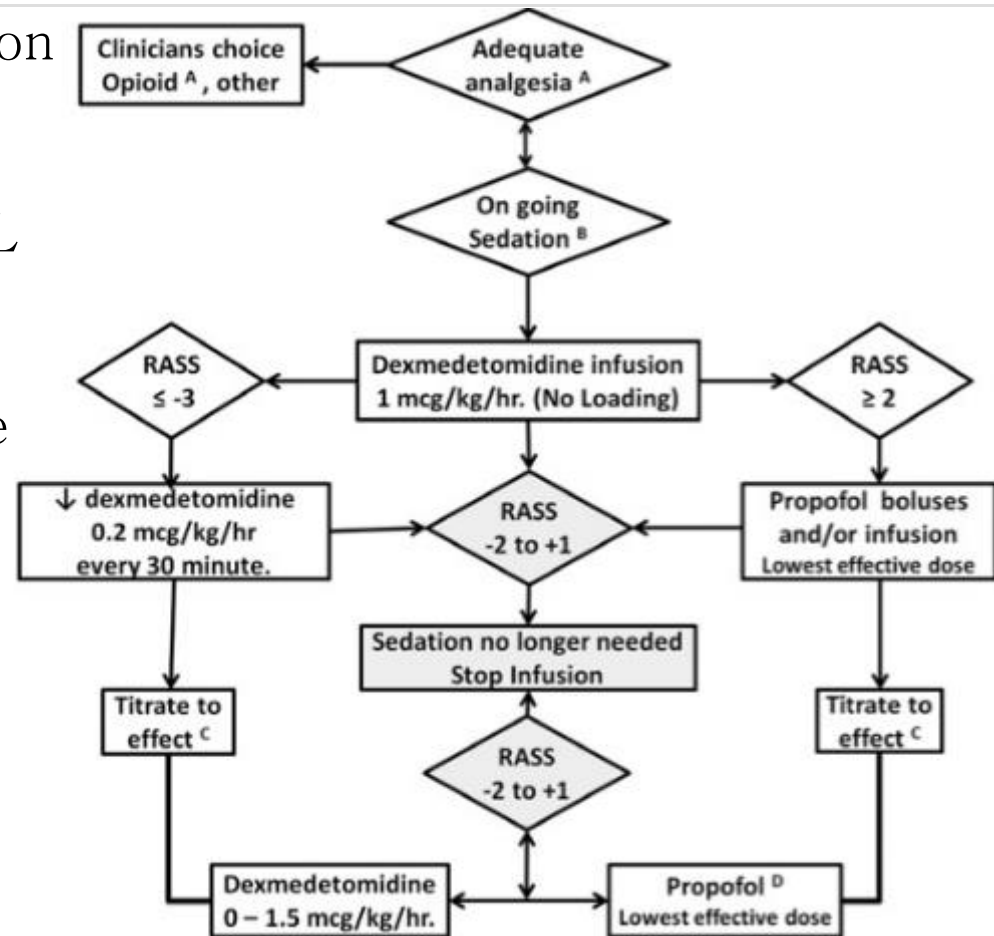 on
Clinicians choice
Opioid ᴬ , other
Adequate
analgesia ᴬ
On going
Sedation ᴮ
L
RASS
≤ -3
Dexmedetomidine infusion
1 mcg/kg/hr. (No Loading)
RASS
≥ 2
e
↓ dexmedetomidine
0.2 mcg/kg/hr
every 30 minute.
RASS
-2 to +1
Propofol boluses
and/or infusion
Lowest effective dose
Sedation no longer needed
Stop Infusion
Titrate to
effect ᶜ
Titrate to
effect ᶜ
RASS
-2 to +1
Dexmedetomidine
0 – 1.5 mcg/kg/hr.
Propofol ᴰ
Lowest effective dose